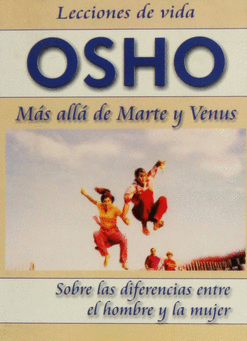 Lecciones de vida
OSHO
Más allá de Marte y Venus
Sobre las diferencias entre
el hombre y la mujer